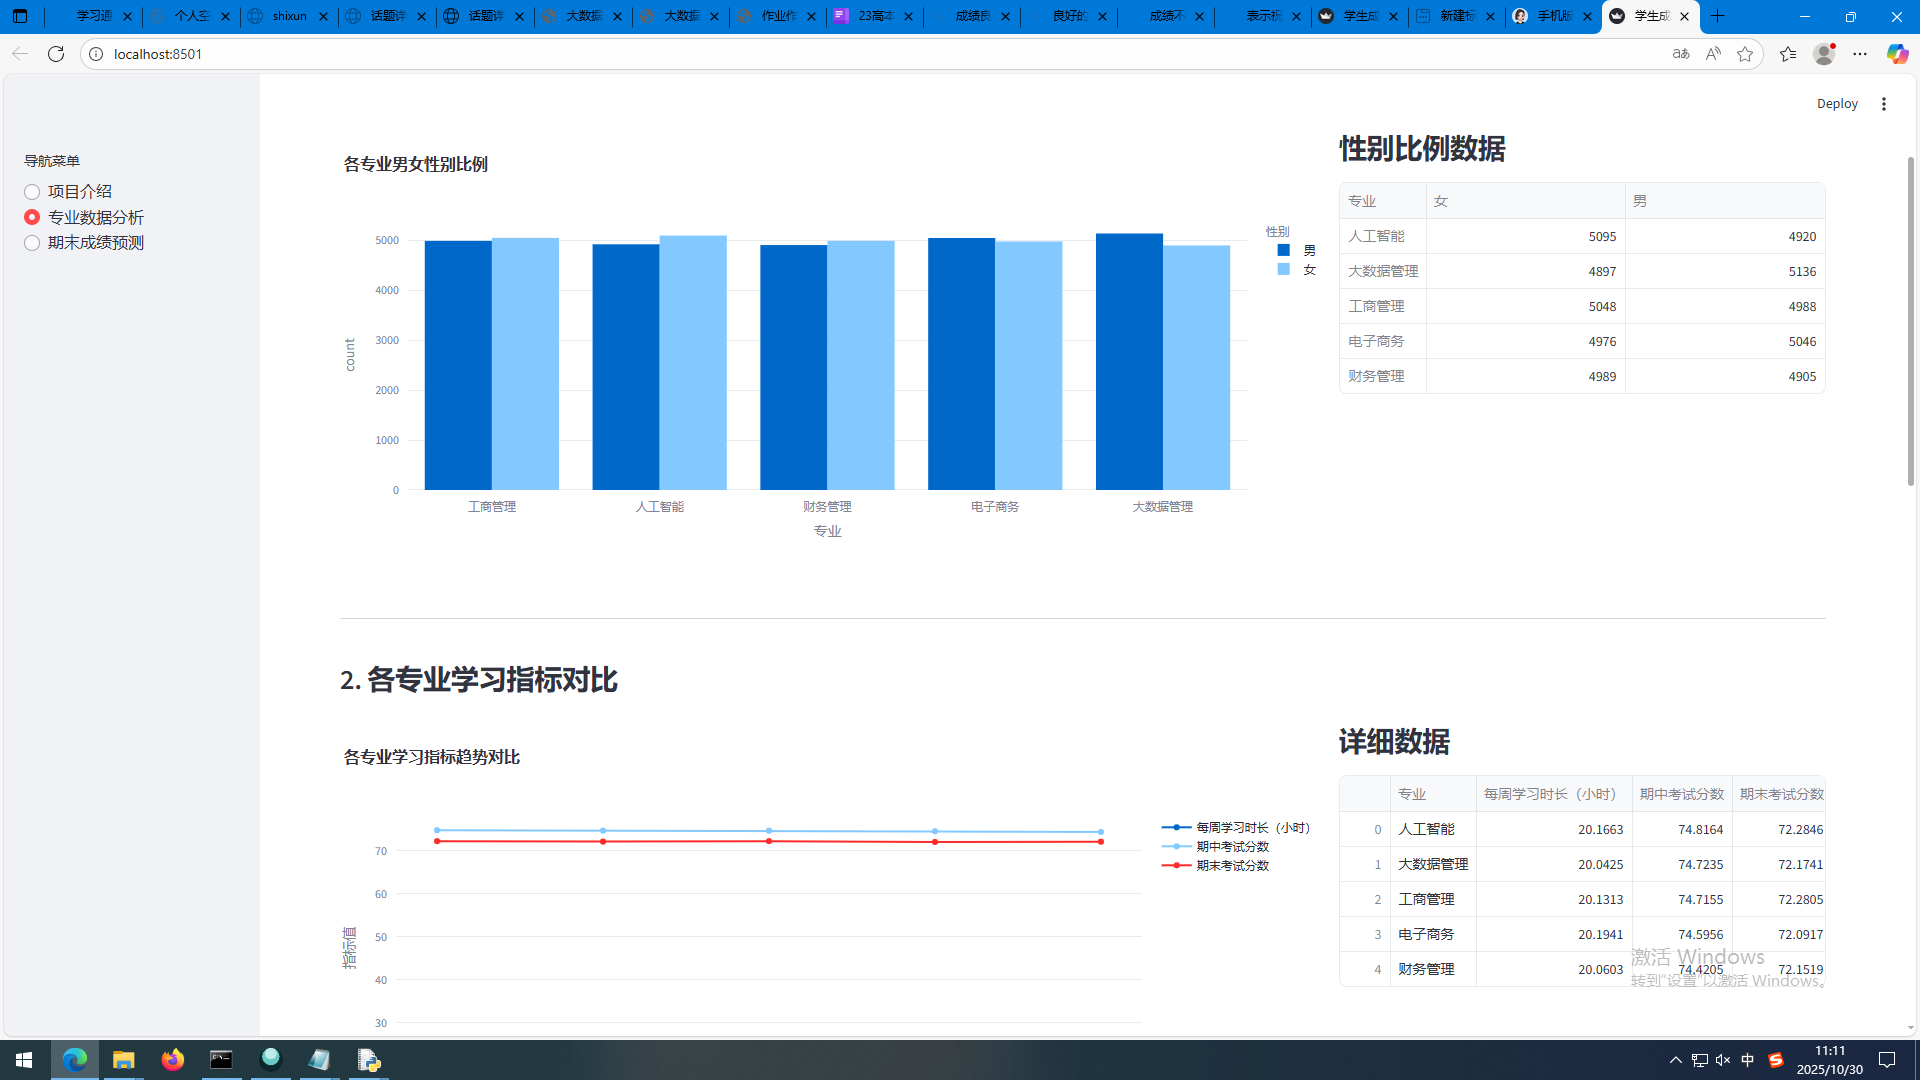 学习通
个人空
shixun
话题详
话题详
大数据
大数据
作业作
23高本
成绩良
良好的
成绩不
表示祝
学生成
新建标
手机版
学生成
localhost:8501
Deploy
导航菜单
项目介绍
专业数据分析
期末成绩预测
各专业男女性别比例
5000
4000
3000
2000
1000
0
count
工商管理 人工智能 财务管理 电子商务 大数据管理
专业
性别
男
女
性别比例数据
专业 女 男
人工智能 5095 4920
大数据管理 4897 5136
工商管理 5048 4988
电子商务 4976 5046
财务管理 4989 4905
2. 各专业学习指标对比
各专业学习指标趋势对比
70
60
50
40
30
指标值
每周学习时长（小时）
期中考试分数
期末考试分数
详细数据
专业 每周学习时长（小时） 期中考试分数 期末考试分数
0 人工智能 20.1663 74.8164 72.2846
1 大数据管理 20.0425 74.7235 72.1741
2 工商管理 20.1313 74.7155 72.2805
3 电子商务 20.1941 74.5956 72.0917
4 财务管理 20.0603 74.4205 72.1519
激活 Windows
转到"设置"以激活 Windows。
中
11:11
2025/10/30